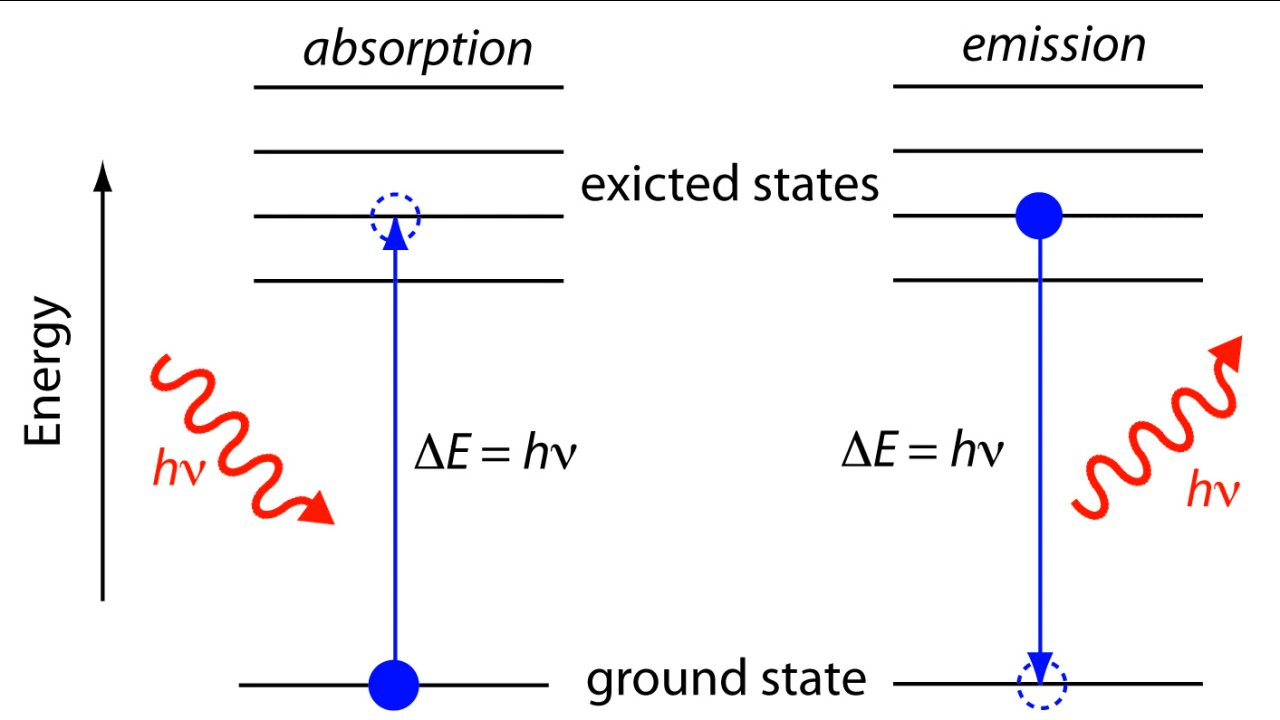 absorption
emission
exicted states
Energy
hν
ΔE = hν
ΔE = hν
hν
ground state